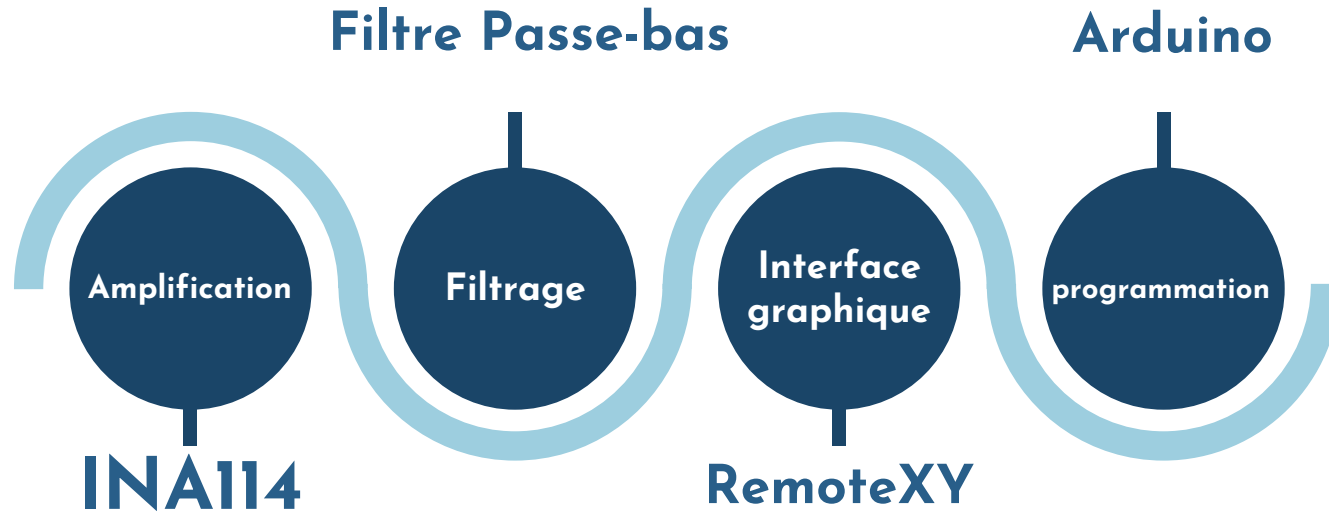 Filtre Passe-bas
Arduino
Amplification
Filtrage
Interface
graphique
programmation
INA114
RemoteXY